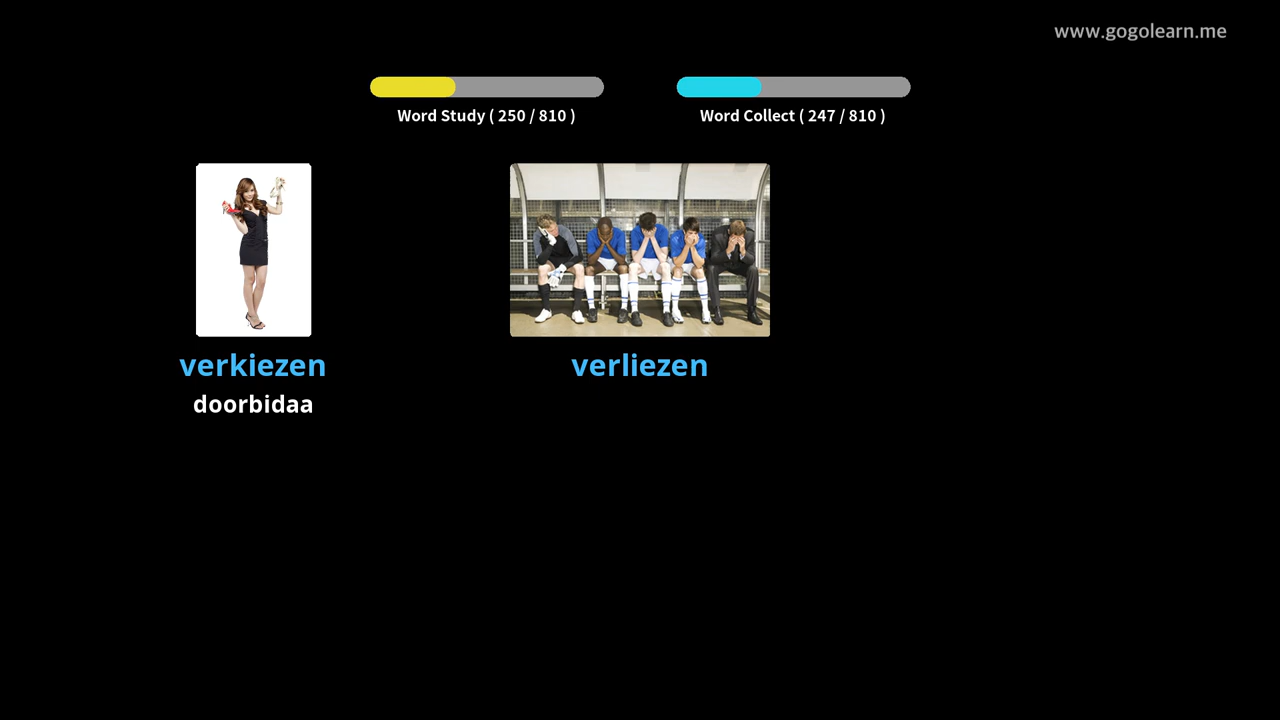 www.gogolearn.me
Word Study ( 250 / 810 )
Word Collect ( 247 / 810 )
verkiezen
verliezen
doorbidaa